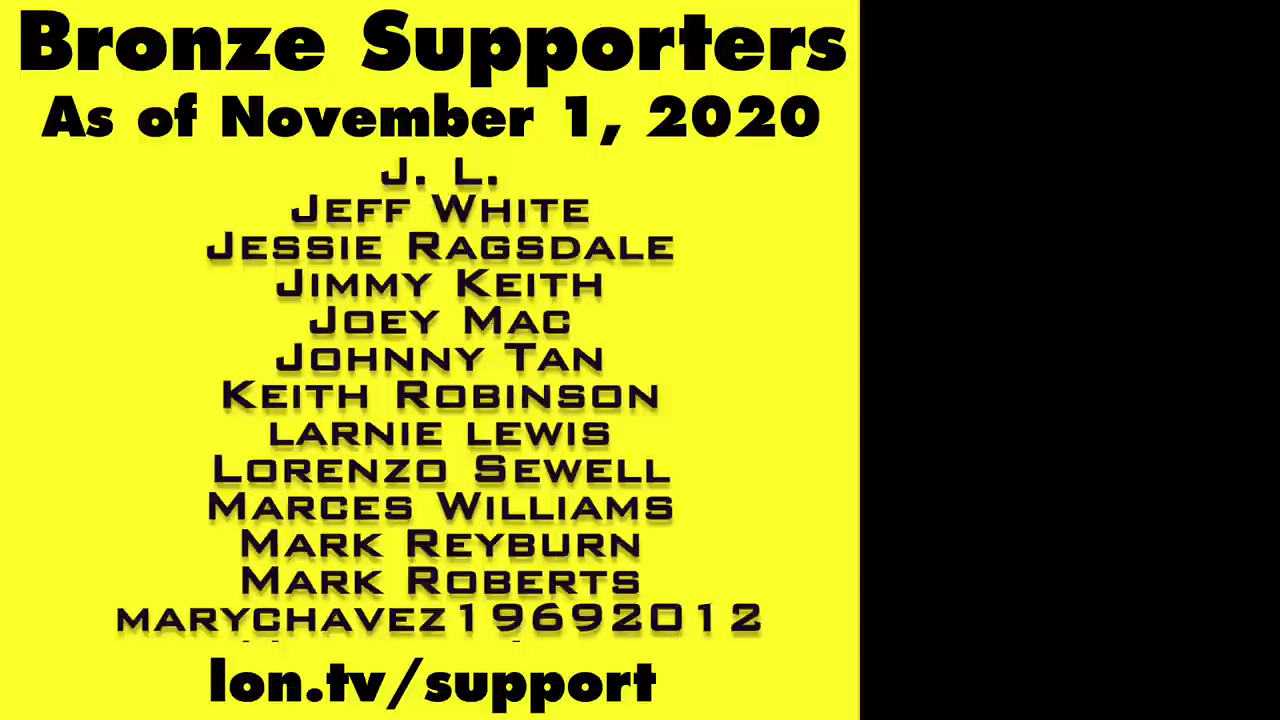 Bronze Supporters
As of November 1, 2020
J. L.
Jeff White
Jessie Ragsdale
Jimmy Keith
Joey Mac
Johnny Tan
Keith Robinson
larnie lewis
Lorenzo Sewell
Marces Williams
Mark Reyburn
Mark Roberts
marychavez19692012
lon.tv/support